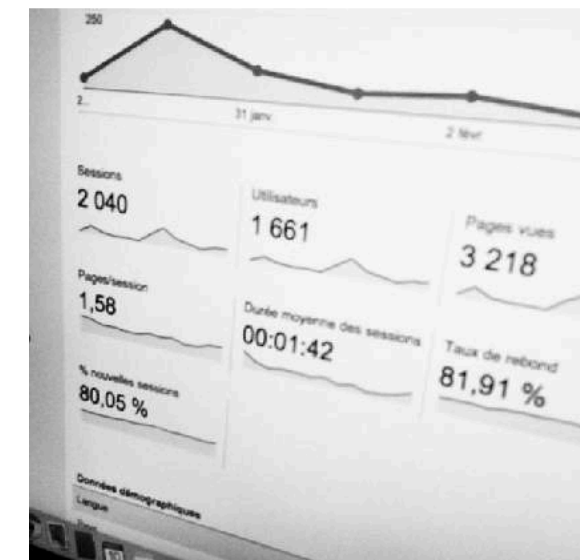 250
2...
31 janv.
2 févr.
Sessions
2 040
Utilisateurs
1 661
Pages vues
3 218
Pages/session
1,58
Durée moyenne des sessions
00:01:42
Taux de rebond
81,91 %
% nouvelles sessions
80,05 %
Données démographiques
Langue
Pays